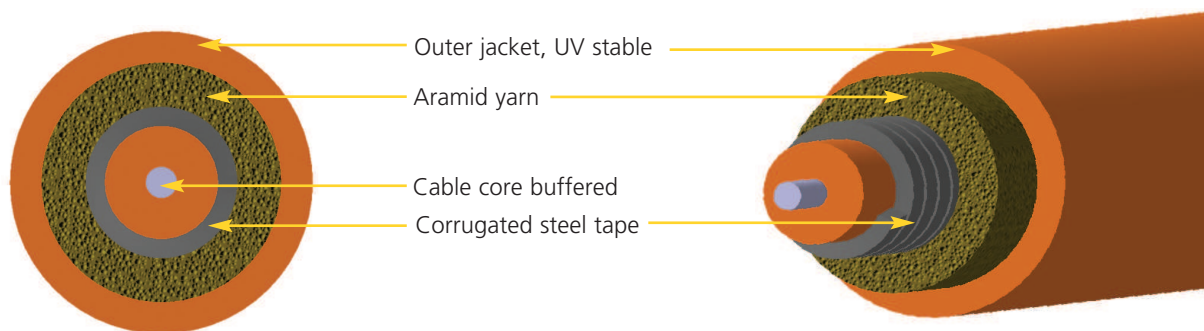 Outer jacket, UV stable
Aramid yarn
Cable core buffered
Corrugated steel tape